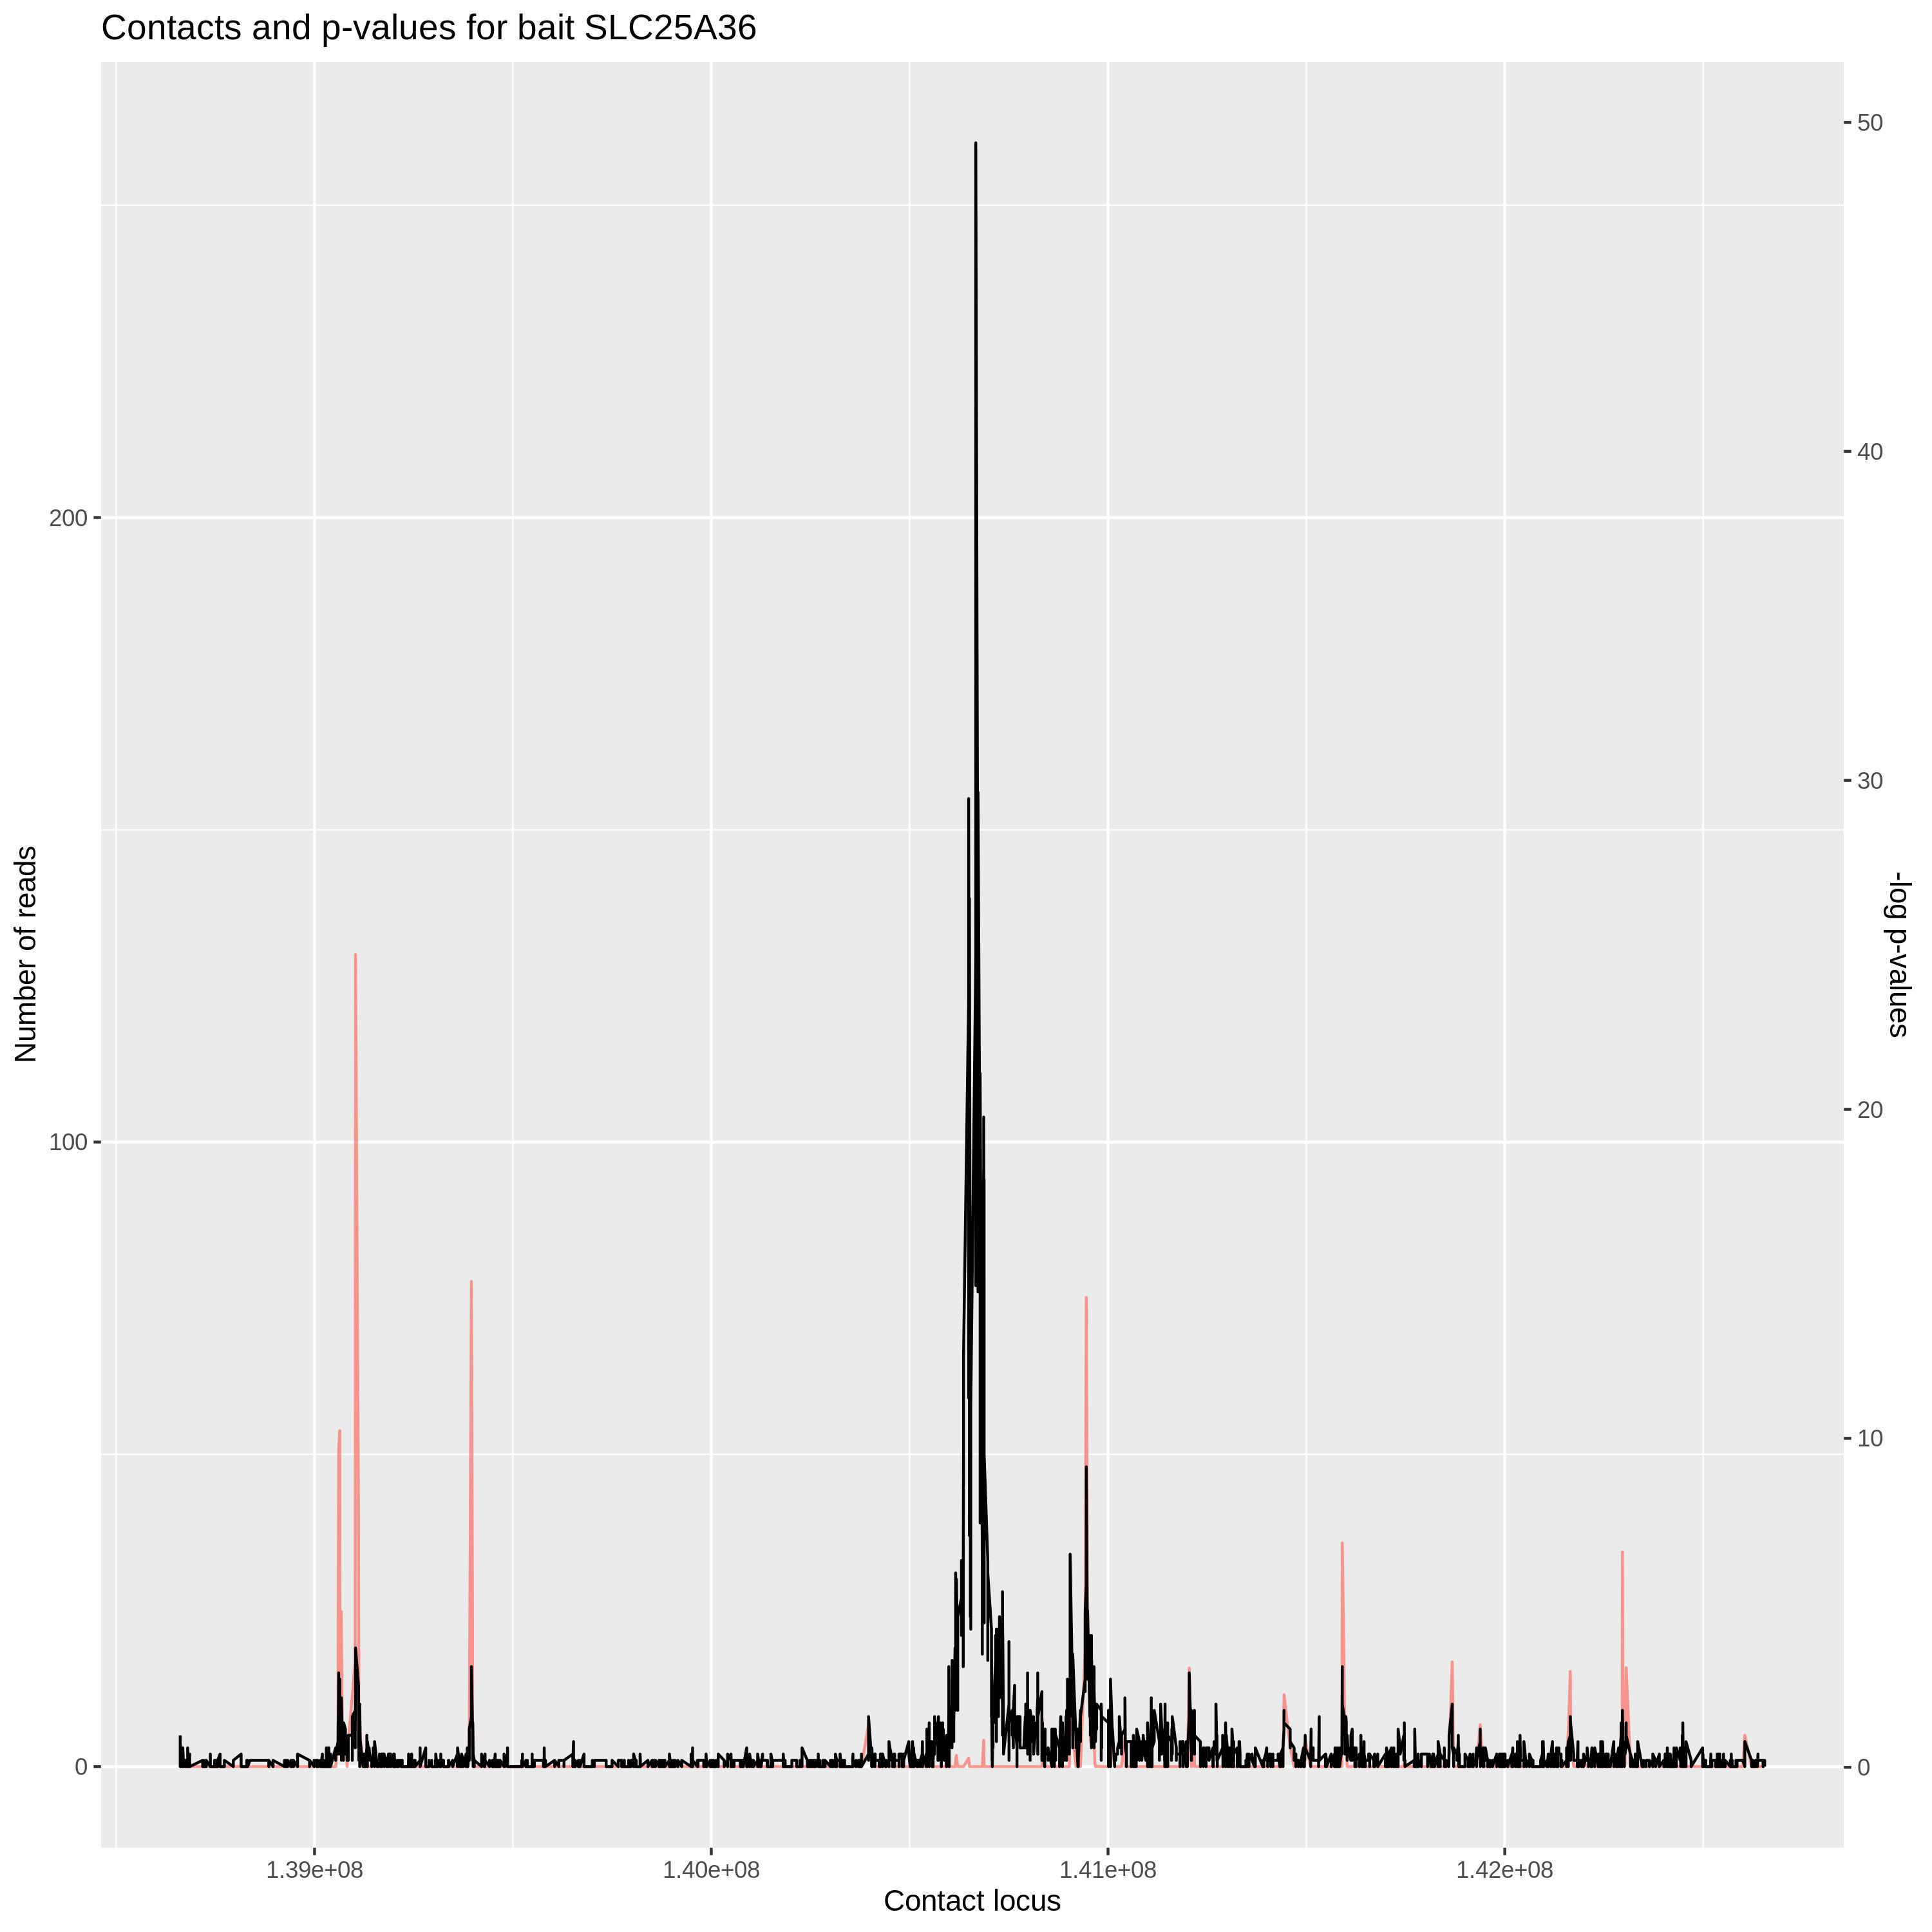 Contacts and p-values for bait SLC25A36
Number of reads
200
100
0
50
40
30
20
10
0
-log p-values
1.39e+08 1.40e+08 1.41e+08 1.42e+08
Contact locus